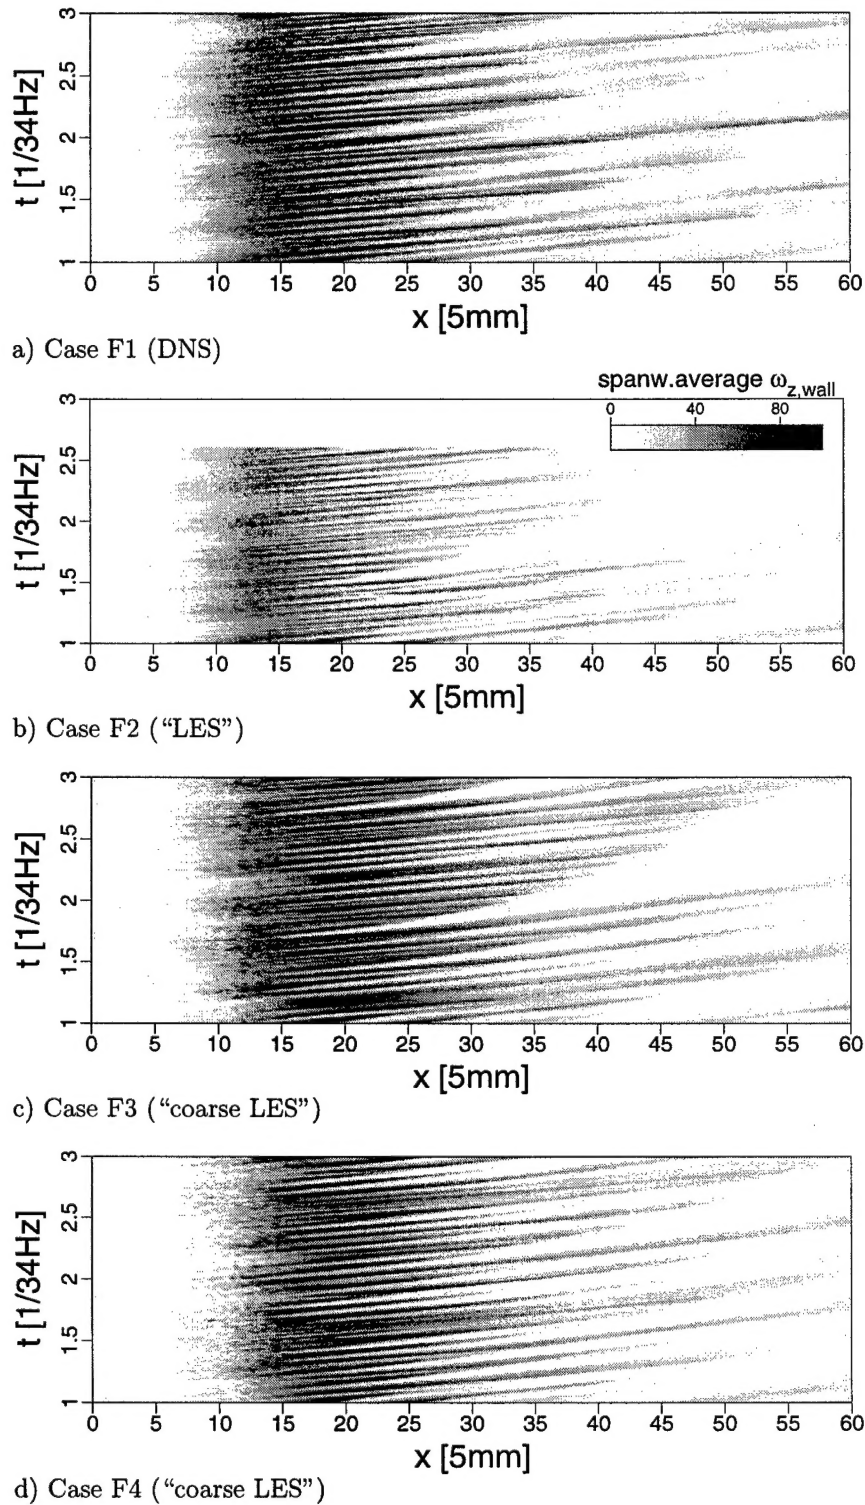 3
2.5
2
1.5
1
t [1/34Hz]
0 5 10 15 20 25 30 35 40 45 50 55 60
x [5mm]
a) Case F1 (DNS)
spanw.average ωz,wall
0 40 80
3
2.5
2
1.5
1
t [1/34Hz]
0 5 10 15 20 25 30 35 40 45 50 55 60
x [5mm]
b) Case F2 (“LES”)
3
2.5
2
1.5
1
t [1/34Hz]
0 5 10 15 20 25 30 35 40 45 50 55 60
x [5mm]
c) Case F3 (“coarse LES”)
3
2.5
2
1.5
1
t [1/34Hz]
0 5 10 15 20 25 30 35 40 45 50 55 60
x [5mm]
d) Case F4 (“coarse LES”)